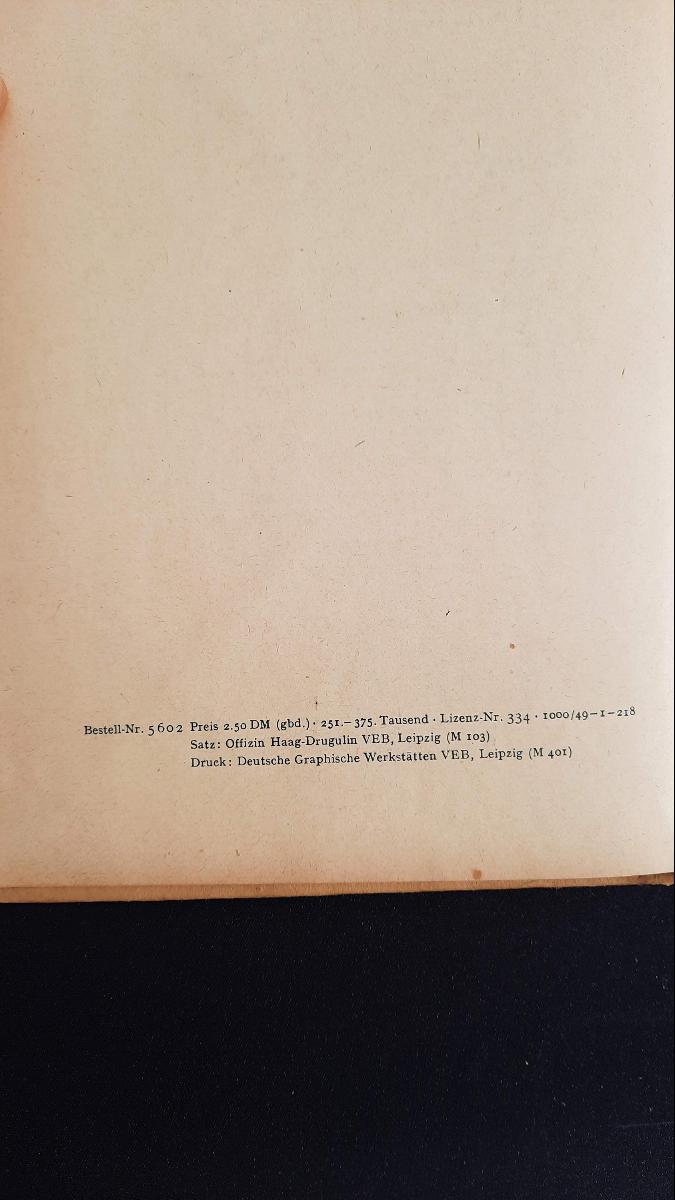 Bestell-Nr. 5602 Preis 2.50 DM (gbd.) · 251.–375. Tausend · Lizenz-Nr. 334 · 1000/49–1–218
Satz: Offizin Haag-Drugulin VEB, Leipzig (M 103)
Druck: Deutsche Graphische Werkstätten VEB, Leipzig (M 401)